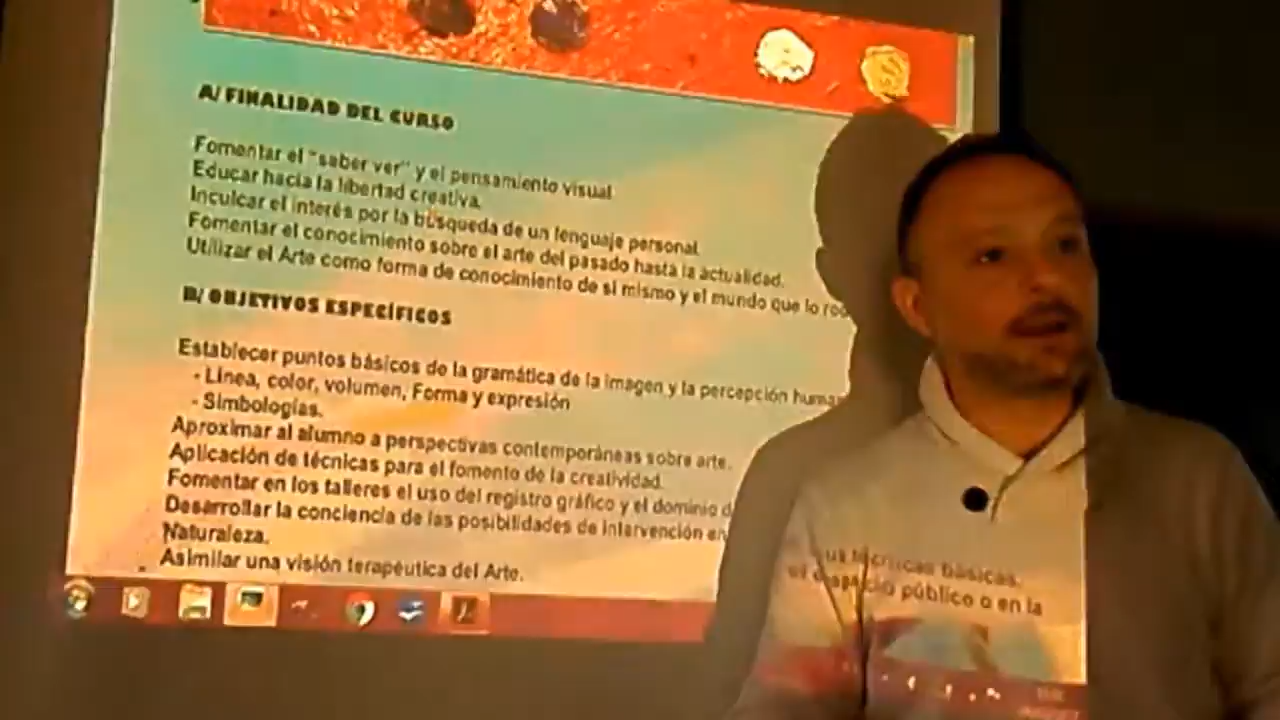 A/ FINALIDAD DEL CURSO
Fomentar el "saber ver" y el pensamiento visual
Educar hacia la libertad creativa.
Inculcar el interés por la búsqueda de un lenguaje personal.
Fomentar el conocimiento sobre el arte del pasado hasta la actualidad.
Utilizar el Arte como forma de conocimiento de si mismo y el mundo que lo
B/ OBJETIVOS ESPECÍFICOS
Establecer puntos básicos de la gramática de la imagen y la percepción
- Línea, color, volumen, Forma y expresión
- Simbologías.
Aproximar al alumno a perspectivas contemporáneas sobre arte.
Aplicación de técnicas para el fomento de la creatividad.
Fomentar en los talleres el uso del registro gráfico y el dominio
técnicas básicas.
Desarrollar la conciencia de las posibilidades de intervención en
público o en la
Naturaleza.
Asimilar una visión terapéutica del Arte.